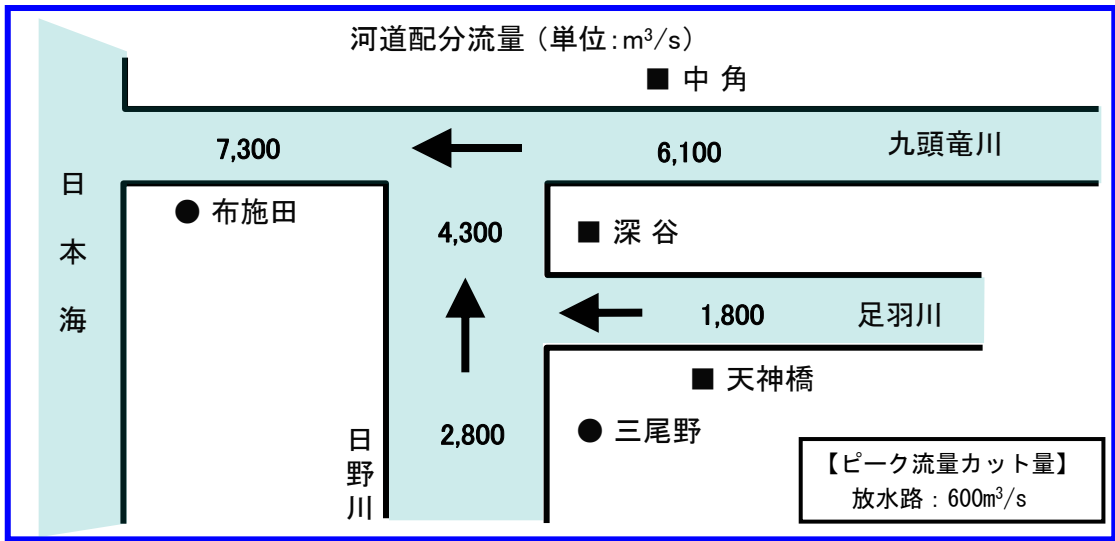 河道配分流量（単位：m³/s）
■ 中 角
7,300
6,100
九頭竜川
日本海
● 布施田
4,300
■ 深 谷
1,800
足羽川
■ 天神橋
2,800
● 三尾野
日野川
【ピーク流量カット量】
放水路：600m³/s